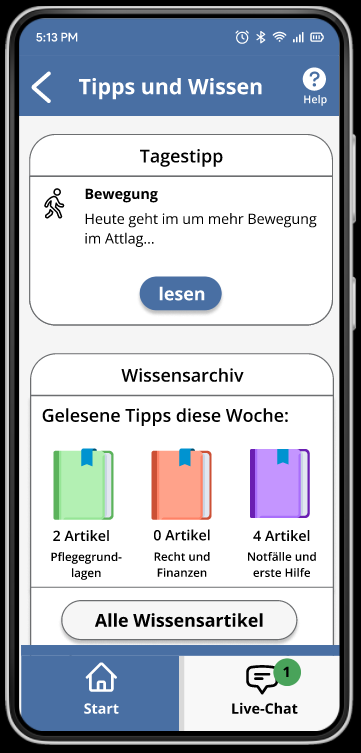 5:13 PM
Tipps und Wissen
?
Help
Tagestipp
Bewegung
Heute geht im um mehr Bewegung
im Attlag...
lesen
Wissensarchiv
Gelesene Tipps diese Woche:
2 Artikel
Pflegegrund-
lagen
0 Artikel
Recht und
Finanzen
4 Artikel
Notfälle und
erste Hilfe
Alle Wissensartikel
Start
1
Live-Chat